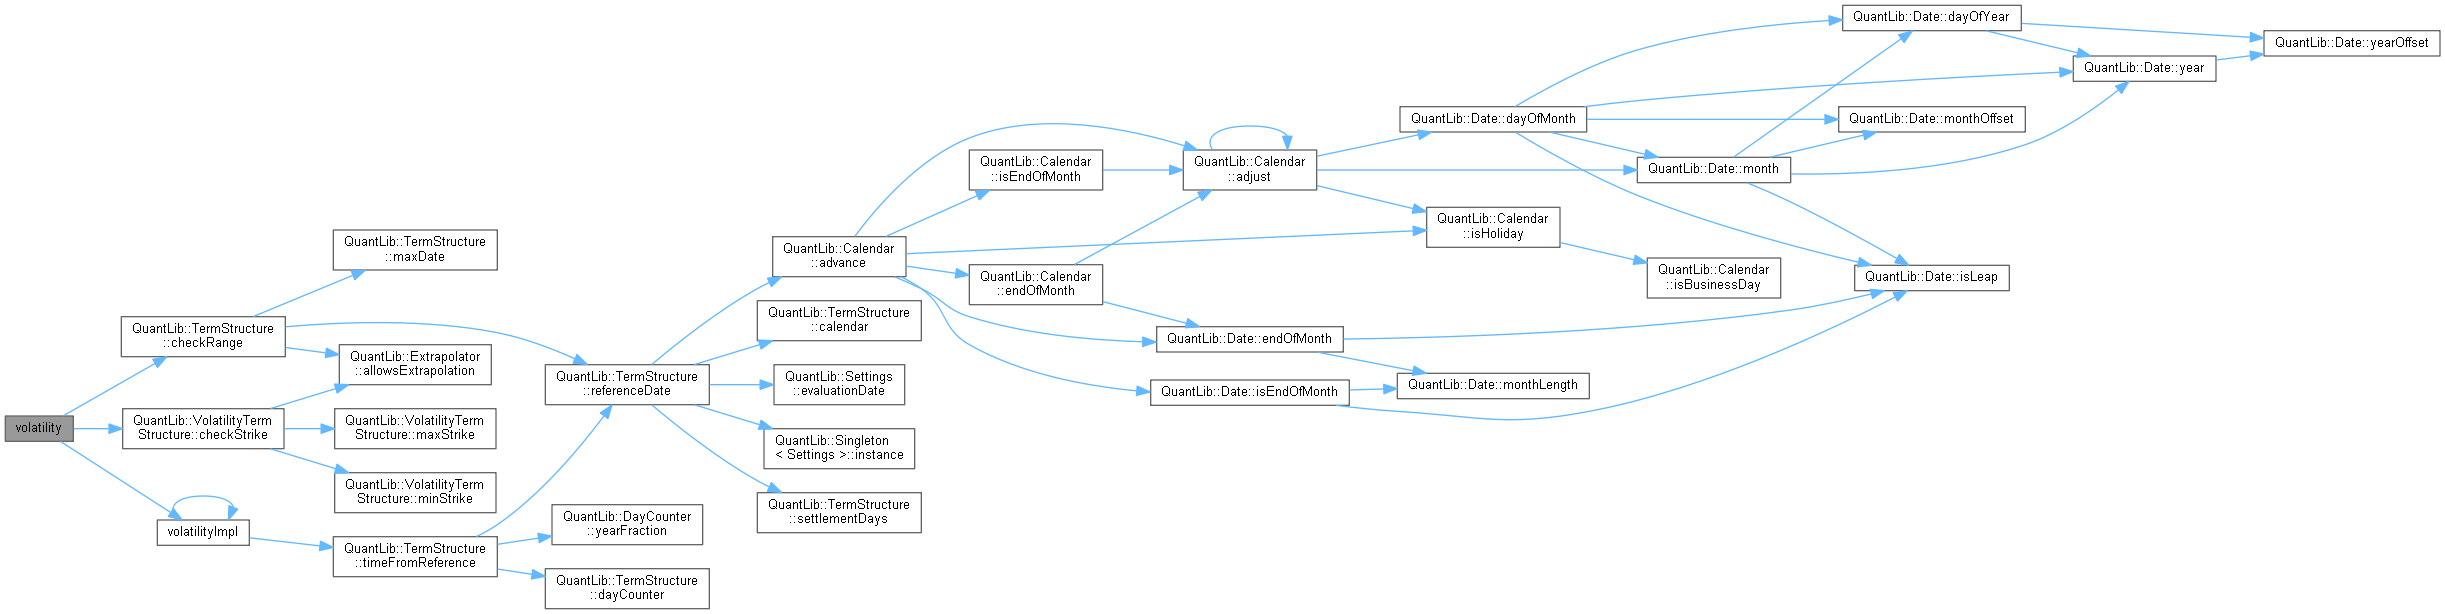 volatility
QuantLib::TermStructure
::checkRange
QuantLib::VolatilityTerm
Structure::checkStrike
volatilityImpl
QuantLib::TermStructure
::maxDate
QuantLib::Extrapolator
::allowsExtrapolation
QuantLib::VolatilityTerm
Structure::maxStrike
QuantLib::VolatilityTerm
Structure::minStrike
QuantLib::TermStructure
::timeFromReference
QuantLib::TermStructure
::referenceDate
QuantLib::DayCounter
::yearFraction
QuantLib::TermStructure
::dayCounter
QuantLib::Calendar
::advance
QuantLib::TermStructure
::calendar
QuantLib::Settings
::evaluationDate
QuantLib::Singleton
< Settings >::instance
QuantLib::TermStructure
::settlementDays
QuantLib::Calendar
::isEndOfMonth
QuantLib::Calendar
::endOfMonth
QuantLib::Calendar
::adjust
QuantLib::Date::endOfMonth
QuantLib::Date::isEndOfMonth
QuantLib::Date::dayOfMonth
QuantLib::Calendar
::isHoliday
QuantLib::Date::monthLength
QuantLib::Date::month
QuantLib::Calendar
::isBusinessDay
QuantLib::Date::dayOfYear
QuantLib::Date::monthOffset
QuantLib::Date::isLeap
QuantLib::Date::year
QuantLib::Date::yearOffset